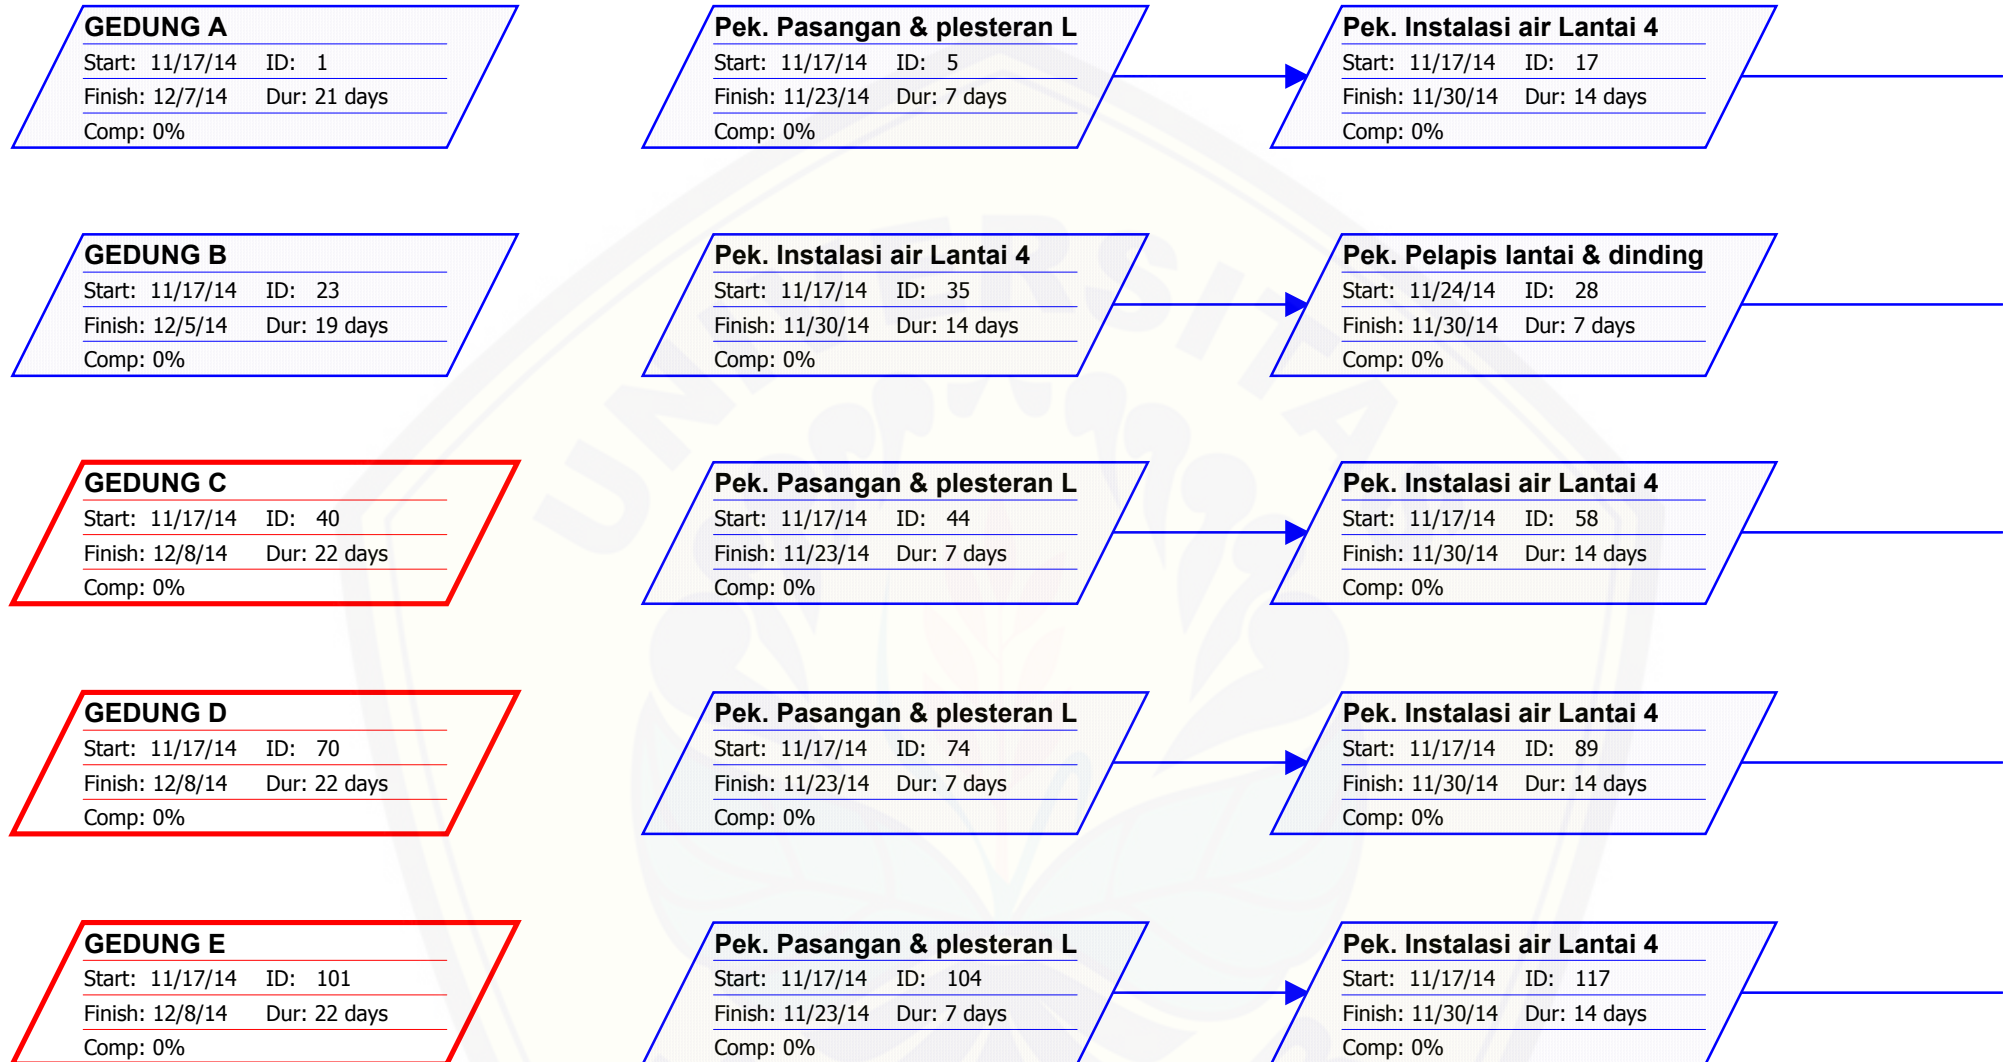 GEDUNG A
Start: 11/17/14 ID: 1
Finish: 12/7/14 Dur: 21 days
Comp: 0%
Pek. Pasangan & plesteran L
Start: 11/17/14 ID: 5
Finish: 11/23/14 Dur: 7 days
Comp: 0%
Pek. Instalasi air Lantai 4
Start: 11/17/14 ID: 17
Finish: 11/30/14 Dur: 14 days
Comp: 0%
GEDUNG B
Start: 11/17/14 ID: 23
Finish: 12/5/14 Dur: 19 days
Comp: 0%
Pek. Instalasi air Lantai 4
Start: 11/17/14 ID: 35
Finish: 11/30/14 Dur: 14 days
Comp: 0%
Pek. Pelapis lantai & dinding
Start: 11/24/14 ID: 28
Finish: 11/30/14 Dur: 7 days
Comp: 0%
GEDUNG C
Start: 11/17/14 ID: 40
Finish: 12/8/14 Dur: 22 days
Comp: 0%
Pek. Pasangan & plesteran L
Start: 11/17/14 ID: 44
Finish: 11/23/14 Dur: 7 days
Comp: 0%
Pek. Instalasi air Lantai 4
Start: 11/17/14 ID: 58
Finish: 11/30/14 Dur: 14 days
Comp: 0%
GEDUNG D
Start: 11/17/14 ID: 70
Finish: 12/8/14 Dur: 22 days
Comp: 0%
Pek. Pasangan & plesteran L
Start: 11/17/14 ID: 74
Finish: 11/23/14 Dur: 7 days
Comp: 0%
Pek. Instalasi air Lantai 4
Start: 11/17/14 ID: 89
Finish: 11/30/14 Dur: 14 days
Comp: 0%
GEDUNG E
Start: 11/17/14 ID: 101
Finish: 12/8/14 Dur: 22 days
Comp: 0%
Pek. Pasangan & plesteran L
Start: 11/17/14 ID: 104
Finish: 11/23/14 Dur: 7 days
Comp: 0%
Pek. Instalasi air Lantai 4
Start: 11/17/14 ID: 117
Finish: 11/30/14 Dur: 14 days
Comp: 0%
UNIVERSITA